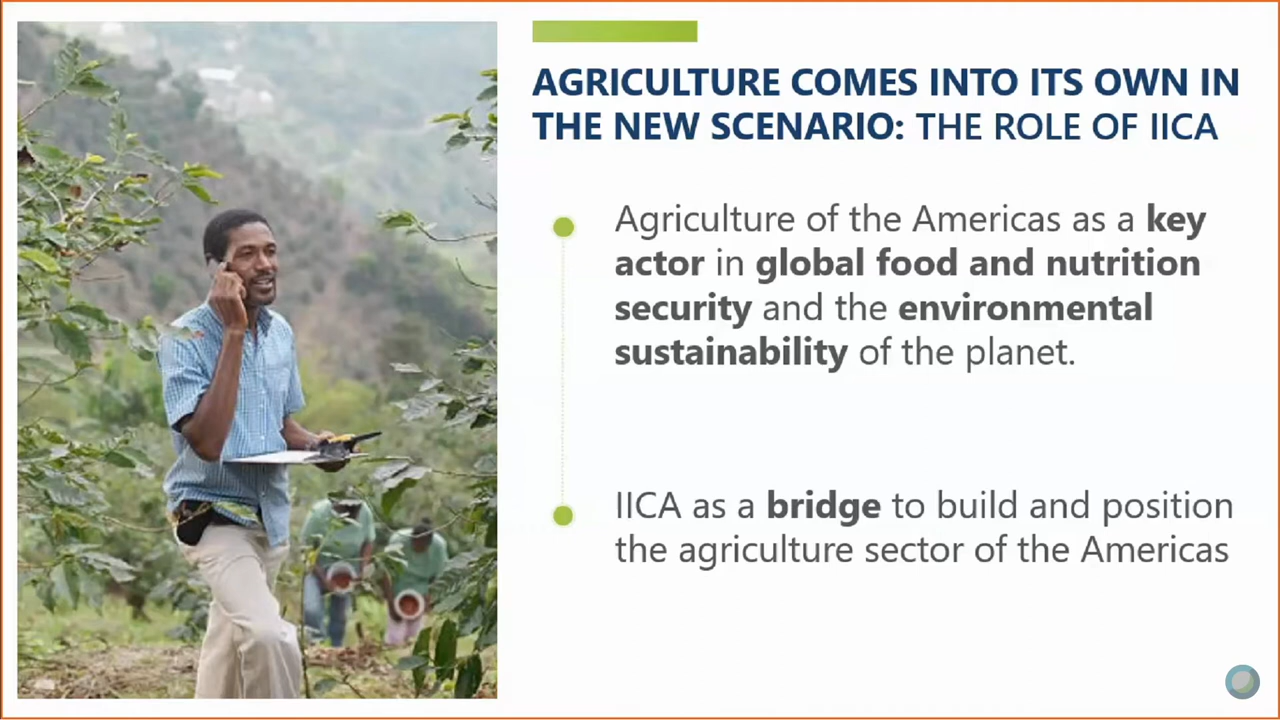 AGRICULTURE COMES INTO ITS OWN IN
THE NEW SCENARIO: THE ROLE OF IICA
Agriculture of the Americas as a key
actor in global food and nutrition
security and the environmental
sustainability of the planet.
IICA as a bridge to build and position
the agriculture sector of the Americas